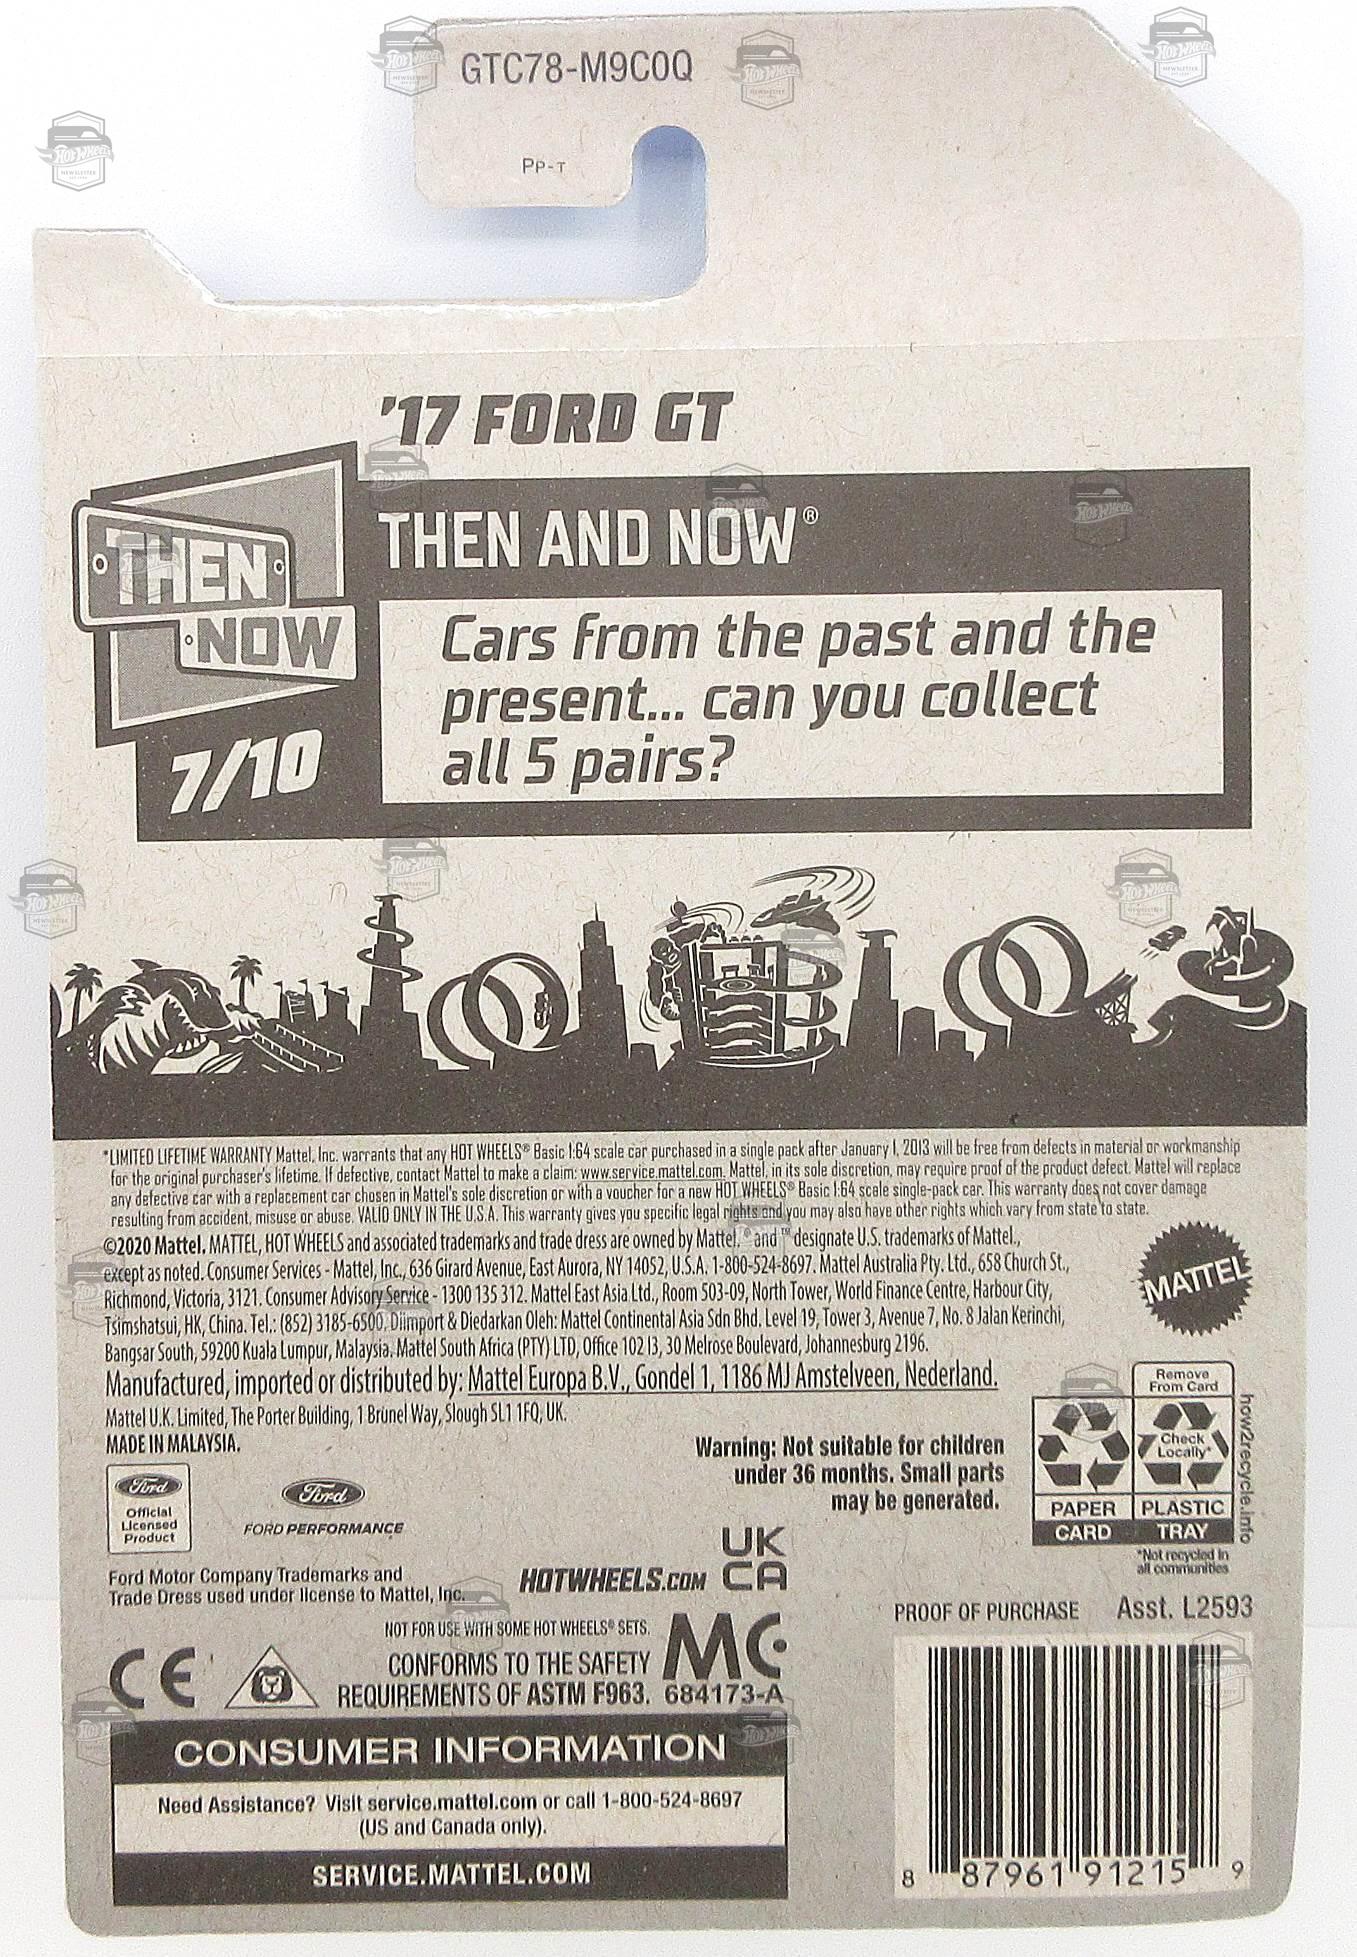 GTC78-M9C0Q
PP-T
'17 FORD GT
THEN AND NOW®
THEN
NOW
7/10
Cars from the past and the
present... can you collect
all 5 pairs?
*LIMITED LIFETIME WARRANTY Mattel, Inc. warrants that any HOT WHEELS® Basic 1:64 scale car purchased in a single pack after January 1, 2013 will be free from defects in material or workmanship
for the original purchaser's lifetime. If defective, contact Mattel to make a claim: www.service.mattel.com. Mattel, in its sole discretion, may require proof of the product defect. Mattel will replace
any defective car with a replacement car chosen in Mattel's sole discretion or with a voucher for a new HOT WHEELS® Basic 1:64 scale single-pack car. This warranty does not cover damage
resulting from accident, misuse or abuse. VALID ONLY IN THE U.S.A. This warranty gives you specific legal rights and you may also have other rights which vary from state to state.
©2020 Mattel. MATTEL, HOT WHEELS and associated trademarks and trade dress are owned by Mattel. ® and ™ designate U.S. trademarks of Mattel.,
except as noted. Consumer Services - Mattel, Inc., 636 Girard Avenue, East Aurora, NY 14052, U.S.A. 1-800-524-8697. Mattel Australia Pty. Ltd., 658 Church St.,
Richmond, Victoria, 3121. Consumer Advisory Service - 1300 135 312. Mattel East Asia Ltd., Room 503-09, North Tower, World Finance Centre, Harbour City,
Tsimshatsui, HK, China. Tel.: (852) 3185-6500. Diimport & Diedarkan Oleh: Mattel Continental Asia Sdn Bhd. Level 19, Tower 3, Avenue 7, No. 8 Jalan Kerinchi,
Bangsar South, 59200 Kuala Lumpur, Malaysia. Mattel South Africa (PTY) LTD, Office 102 I3, 30 Melrose Boulevard, Johannesburg 2196.
Manufactured, imported or distributed by: Mattel Europa B.V., Gondel 1, 1186 MJ Amstelveen, Nederland.
Mattel U.K. Limited, The Porter Building, 1 Brunel Way, Slough SL1 1FQ, UK.
MADE IN MALAYSIA.
MATTEL
Warning: Not suitable for children
under 36 months. Small parts
may be generated.
Remove
From Card
Check
Locally*
PAPER
PLASTIC
CARD
TRAY
*Not recycled in
all communities
how2recycle.info
Ford
Official
Licensed
Product
Ford
FORD PERFORMANCE
Ford Motor Company Trademarks and
Trade Dress used under license to Mattel, Inc.
HOTWHEELS.COM
UK
CA
NOT FOR USE WITH SOME HOT WHEELS® SETS.
CE
CONFORMS TO THE SAFETY
REQUIREMENTS OF ASTM F963.
MC
684173-A
PROOF OF PURCHASE
Asst. L2593
CONSUMER INFORMATION
Need Assistance? Visit service.mattel.com or call 1-800-524-8697
(US and Canada only).
SERVICE.MATTEL.COM
8 87961 91215 9